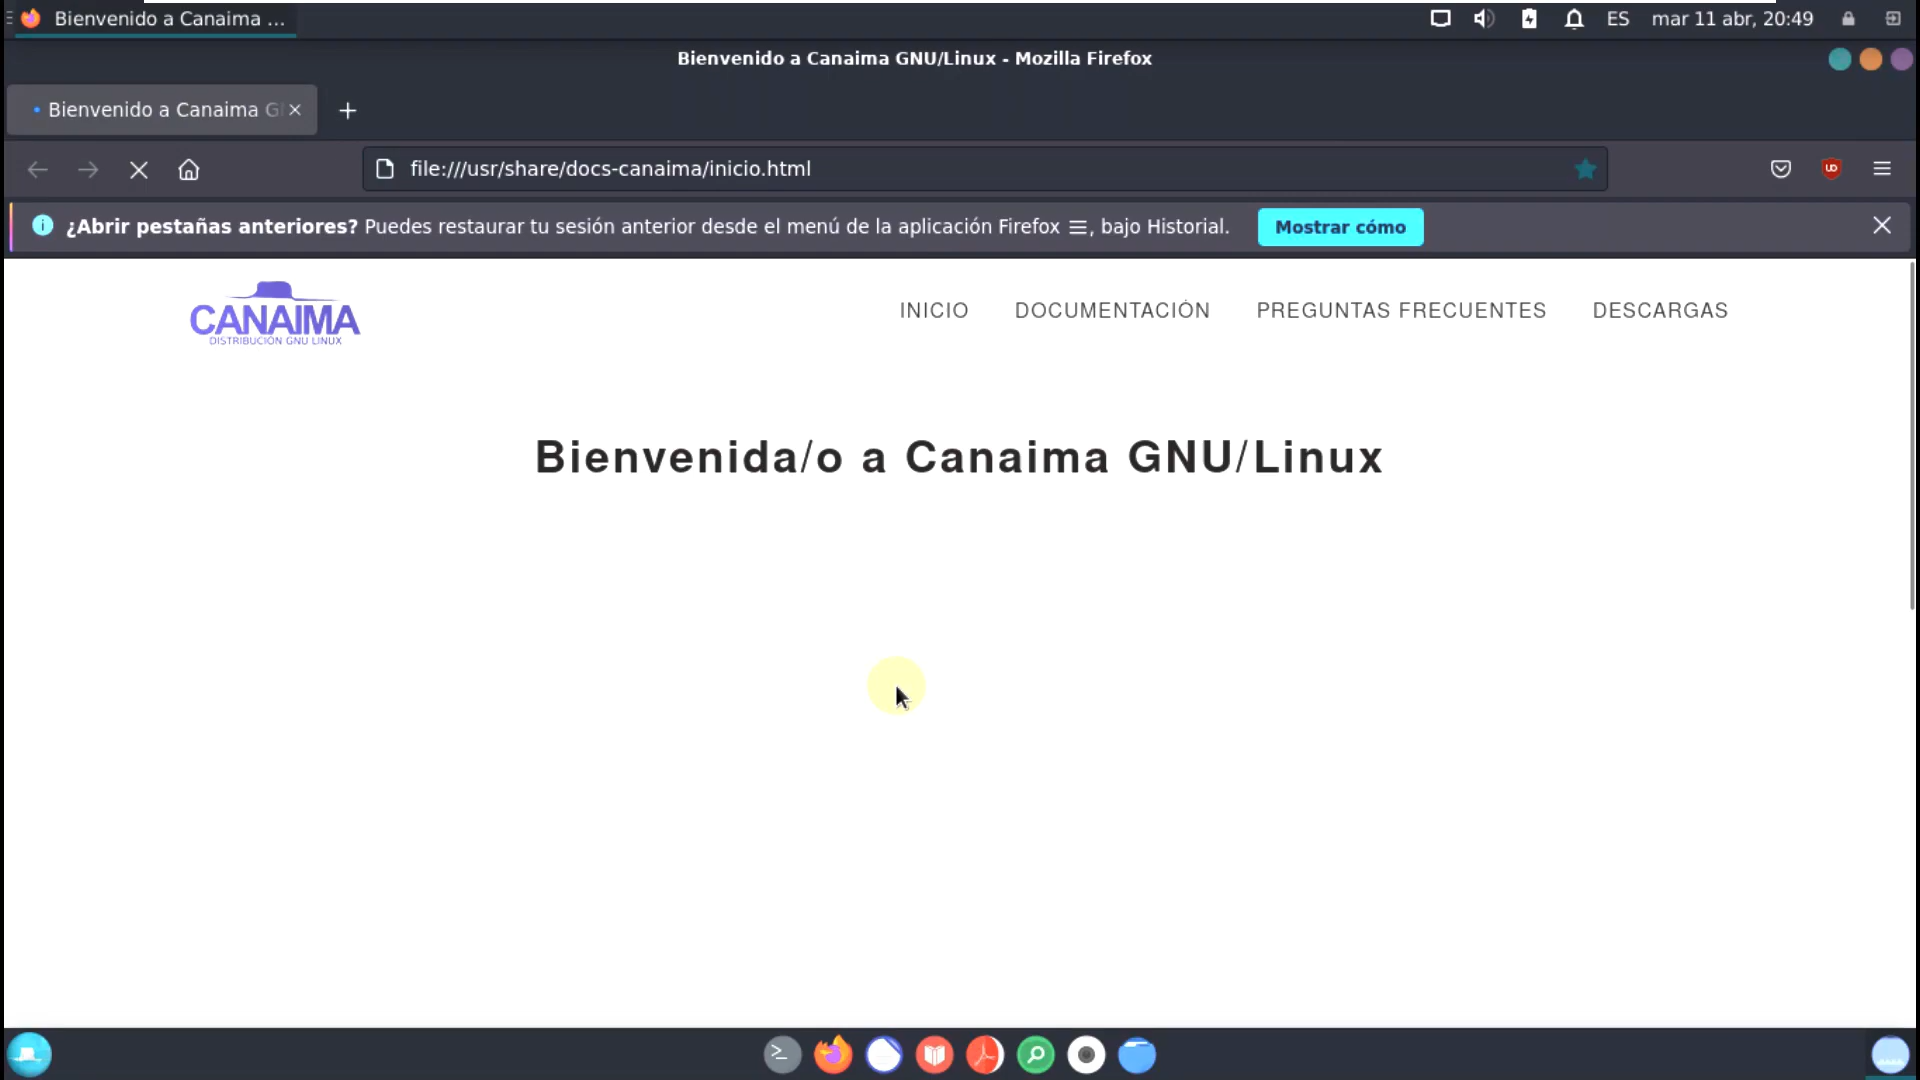 Bienvenido a Canaima ...
ES mar 11 abr, 20:49
Bienvenido a Canaima GNU/Linux - Mozilla Firefox
Bienvenido a Canaima G
file:///usr/share/docs-canaima/inicio.html
¿Abrir pestañas anteriores? Puedes restaurar tu sesión anterior desde el menú de la aplicación Firefox ☰, bajo Historial. Mostrar cómo
CANAIMA
DISTRIBUCIÓN GNU LINUX
INICIO DOCUMENTACIÓN PREGUNTAS FRECUENTES DESCARGAS
Bienvenida/o a Canaima GNU/Linux